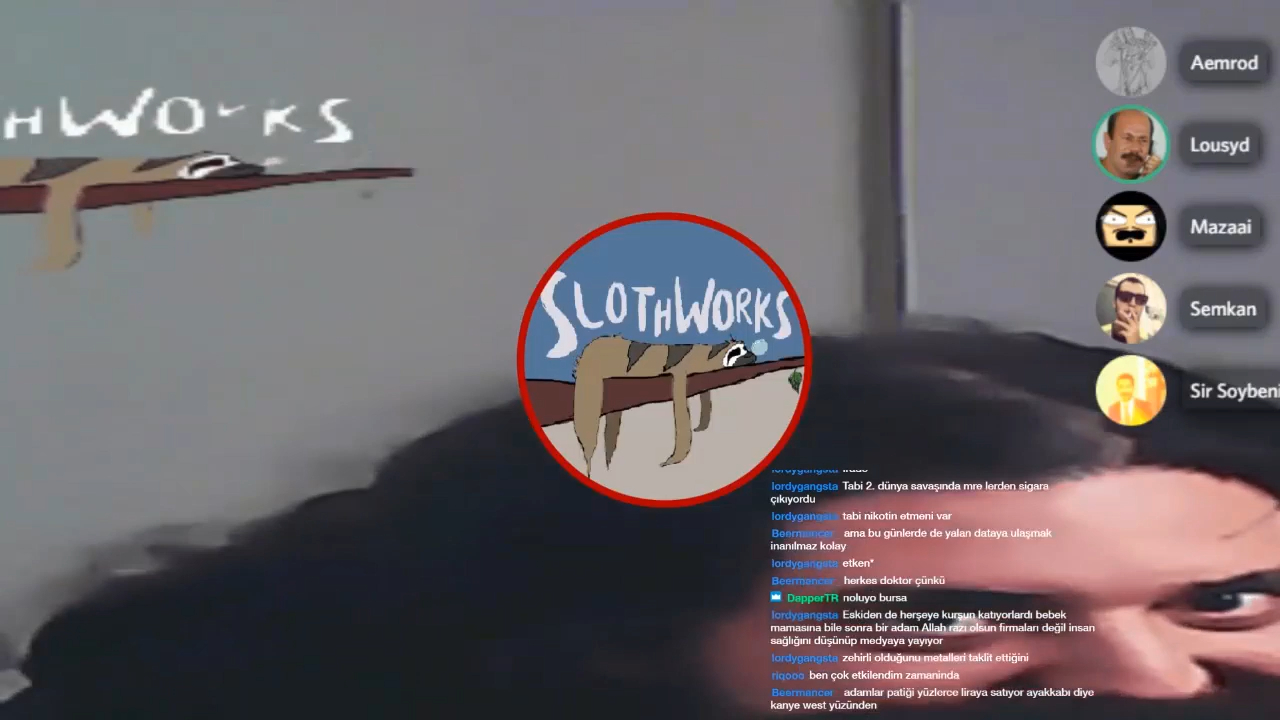 HWORKS
Aemrod
Lousyd
SLOTHWORKS
Mazaai
Semkan
Sir Soybeni
lordygangsta
lordygangsta Tabi 2. dünya savaşında mre lerden sigara
çıkıyordu
lordygangsta tabi nikotin etmeni var
Beermancer ama bu günlerde de yalan dataya ulaşmak
inanılmaz kolay
lordygangsta etken*
Beermancer herkes doktor çünkü
DapperTR noluyo bursa
lordygangsta Eskiden de herşeye kurşun katıyorlardı bebek
mamasına bile sonra bir adam Allah razı olsun firmaları değil insan
sağlığını düşünüp medyaya yayıyor
lordygangsta zehirli olduğunu metalleri taklit ettiğini
riqooo ben çok etkilendim zamaninda
Beermancer adamlar patiği yüzlerce liraya satıyor ayakkabı diye
kanye west yüzünden